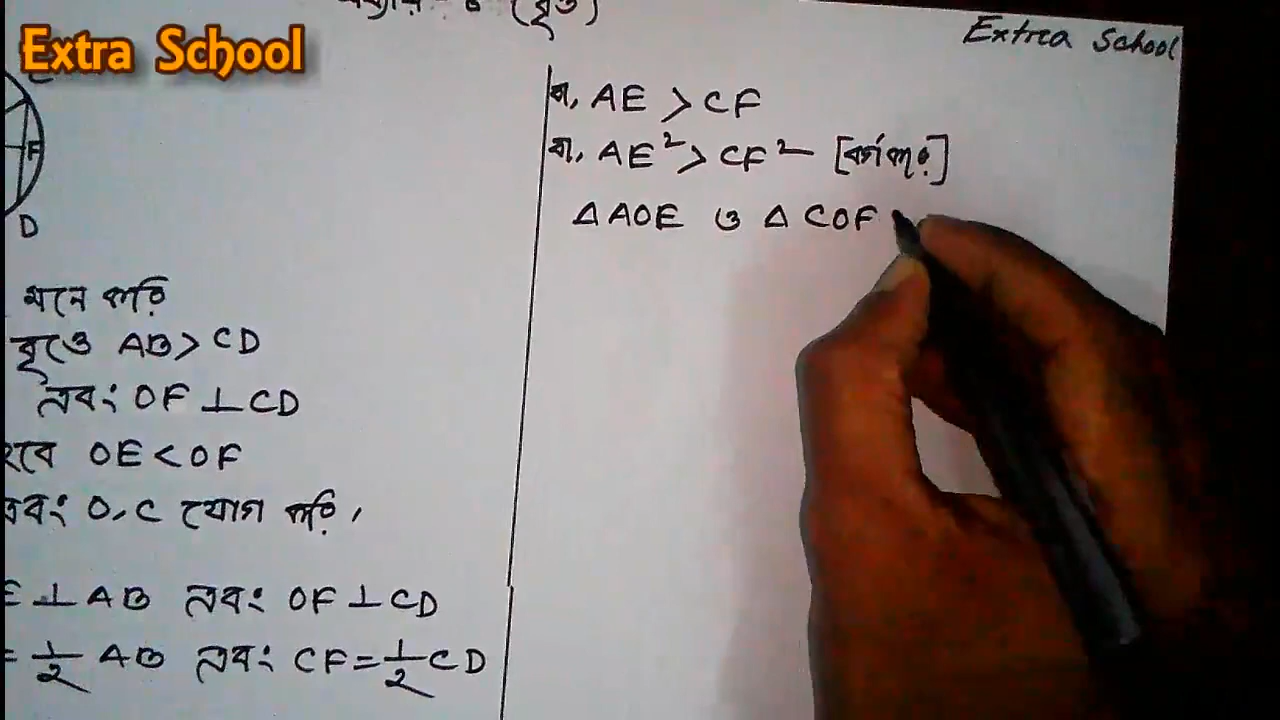 Extra School
(বৃত্ত)
Extra School
F
D
মনে করি
বৃত্তে AB > CD
এবং OF ⊥ CD
হবে OE < OF
এবং O, C যোগ করি,
E ⊥ AB এবং OF ⊥ CD
= 1/2 AB এবং CF = 1/2 CD
বা, AE > CF
বা, AE² > CF² — [বর্গ করে]
Δ AOE ও Δ COF